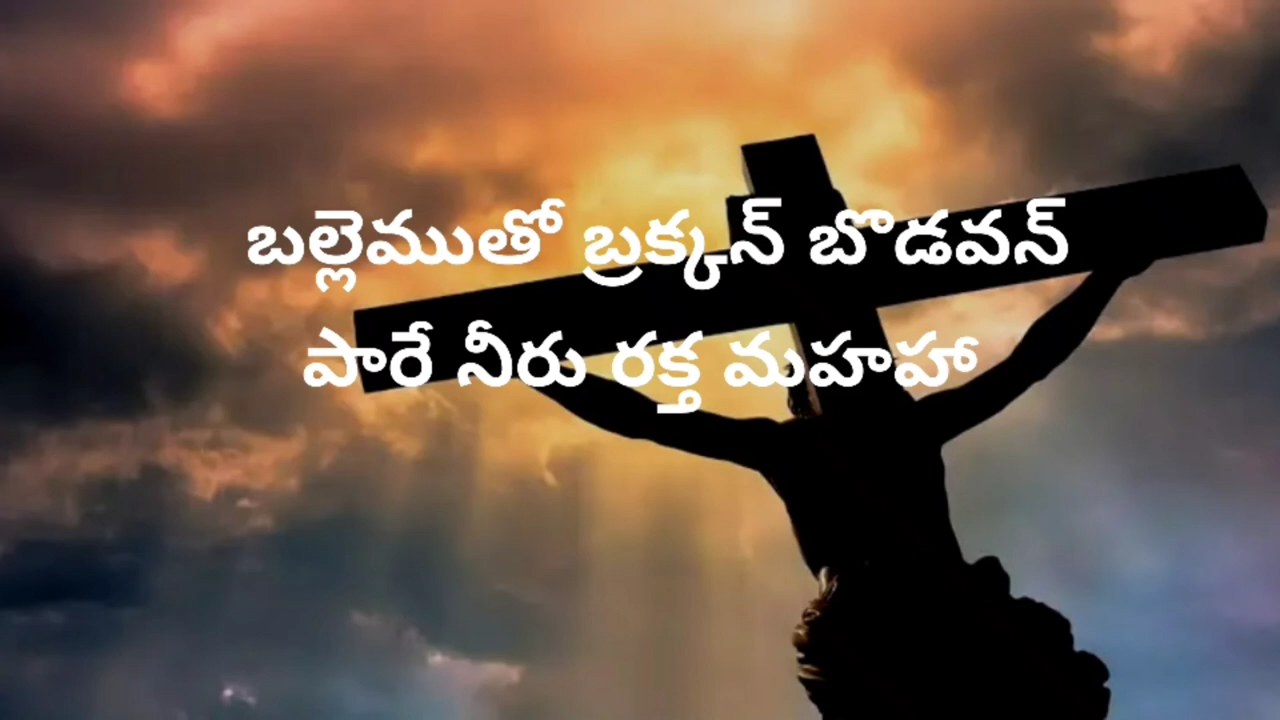 బల్లెముతో బ్రక్కన్ బొడవన్
పారే నీరు రక్త మహహా